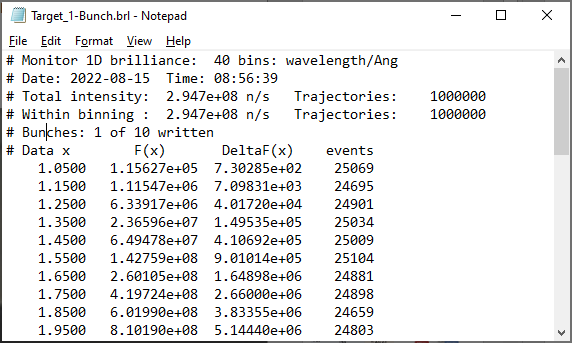 Target_1-Bunch.brl - Notepad
File Edit Format View Help
# Monitor 1D brilliance:  40 bins: wavelength/Ang
# Date: 2022-08-15  Time: 08:56:39
# Total intensity:  2.947e+08 n/s   Trajectories:    1000000
# Within binning :  2.947e+08 n/s   Trajectories:    1000000
# Bunches: 1 of 10 written
# Data x        F(x)       DeltaF(x)    events
1.0500   1.15627e+05  7.30285e+02    25069
1.1500   1.11547e+06  7.09831e+03    24695
1.2500   6.33917e+06  4.01720e+04    24901
1.3500   2.36596e+07  1.49535e+05    25034
1.4500   6.49478e+07  4.10692e+05    25009
1.5500   1.42759e+08  9.01014e+05    25104
1.6500   2.60105e+08  1.64898e+06    24881
1.7500   4.19724e+08  2.66000e+06    24898
1.8500   6.01990e+08  3.83355e+06    24659
1.9500   8.10190e+08  5.14440e+06    24803